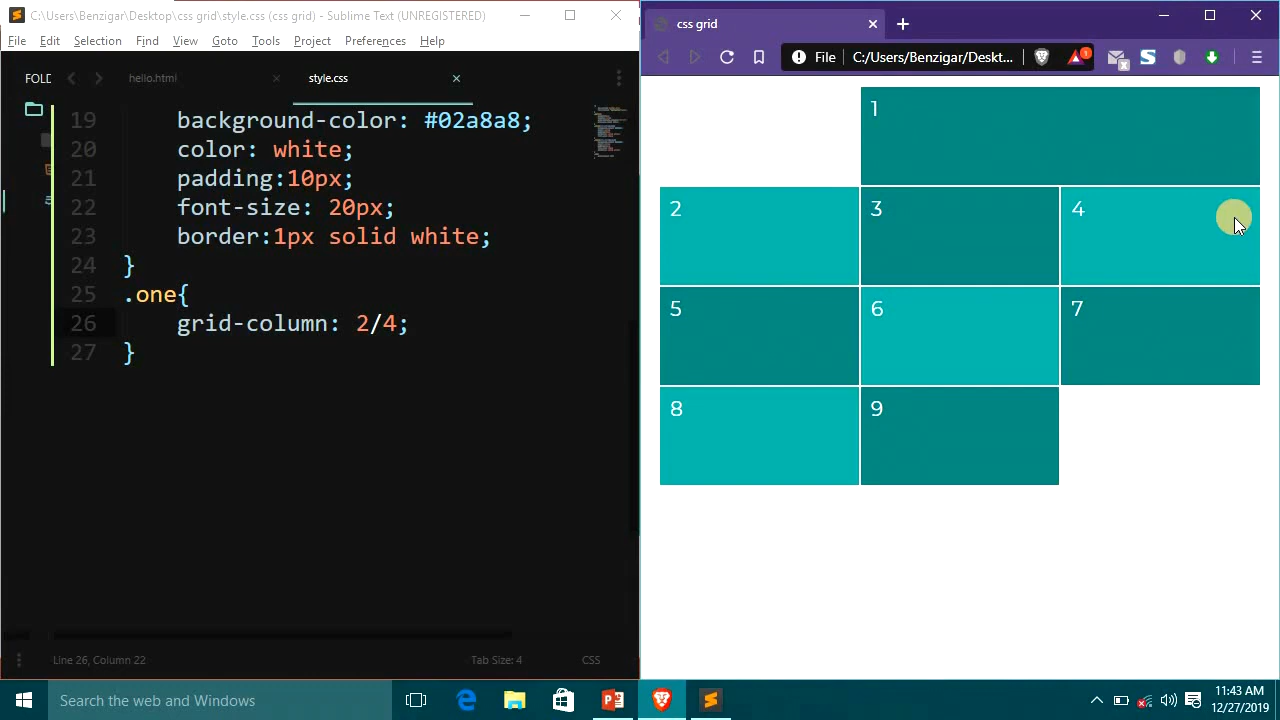 C:\Users\Benzigar\Desktop\css grid\style.css (css grid) - Sublime Text (UNREGISTERED)
File Edit Selection Find View Goto Tools Project Preferences Help
FOLD
hello.html
style.css
19 background-color: #02a8a8;
20 color: white;
21 padding:10px;
22 font-size: 20px;
23 border:1px solid white;
24 }
25 .one{
26 grid-column: 2/4;
27 }
Line 26, Column 22
Tab Size: 4
CSS
css grid
File
C:/Users/Benzigar/Deskt...
1
1
2 3 4
5 6 7
8 9
Search the web and Windows
11:43 AM
12/27/2019